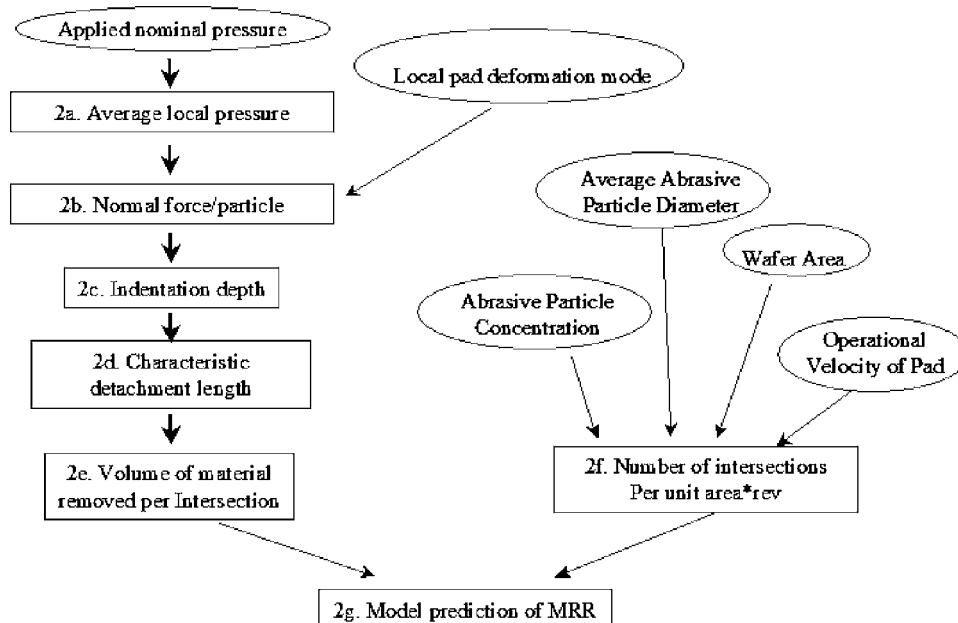 Applied nominal pressure
Local pad deformation mode
2a. Average local pressure
2b. Normal force/particle
Average Abrasive
Particle Diameter
Wafer Area
2c. Indentation depth
Abrasive Particle
Concentration
Operational
Velocity of Pad
2d. Characteristic
detachment length
2e. Volume of material
removed per Intersection
2f. Number of intersections
Per unit area*rev
2g. Model prediction of MRR